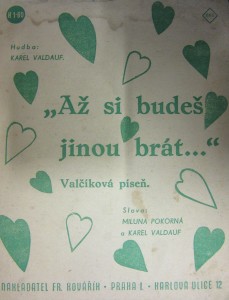 Hudba:
KAREL VALDAUF.
„Až si budeš
jinou brát...“
Valčíková píseň.
Slova:
MILUNA POKORNÁ
a KAREL VALDAUF
NAKLADATEL FR. KOVAŘÍK - PRAHA I. - KARLOVA ULICE 12